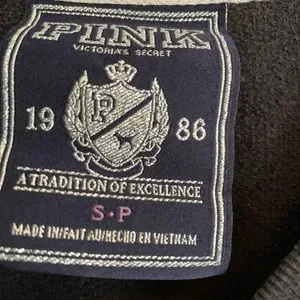 PINK
VICTORIA'S SECRET
P
19 86
A TRADITION OF EXCELLENCE
S·P
MADE IN/FAIT AU/HECHO EN VIETNAM